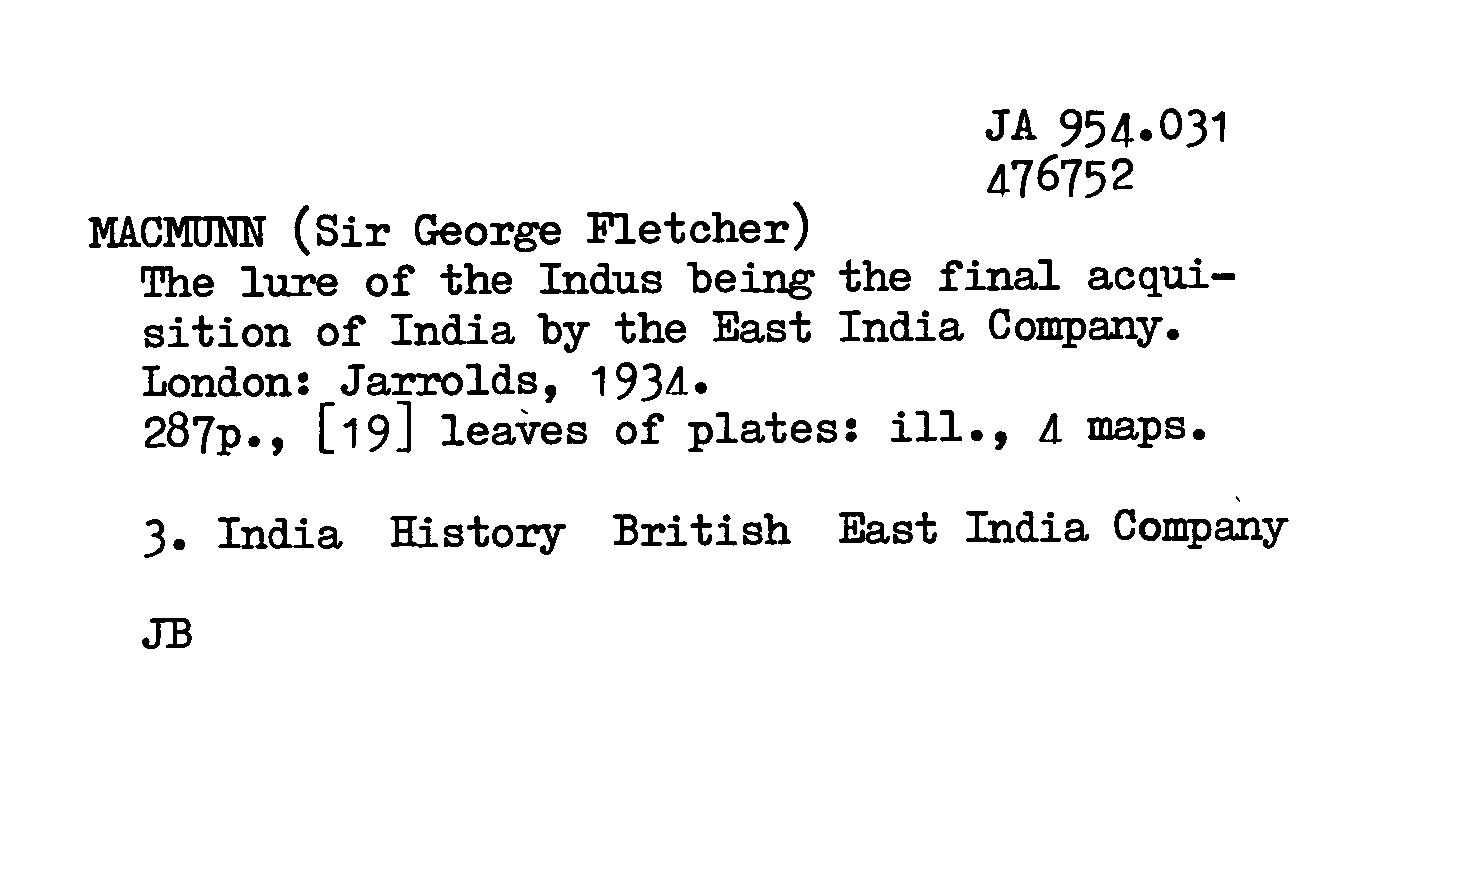 JA 954.031
476752
MACMUNN (Sir George Fletcher)
The lure of the Indus being the final acqui-
sition of India by the East India Company.
London: Jarrolds, 1934.
287p., [19] leaves of plates: ill., 4 maps.
3. India History British East India Company
JB